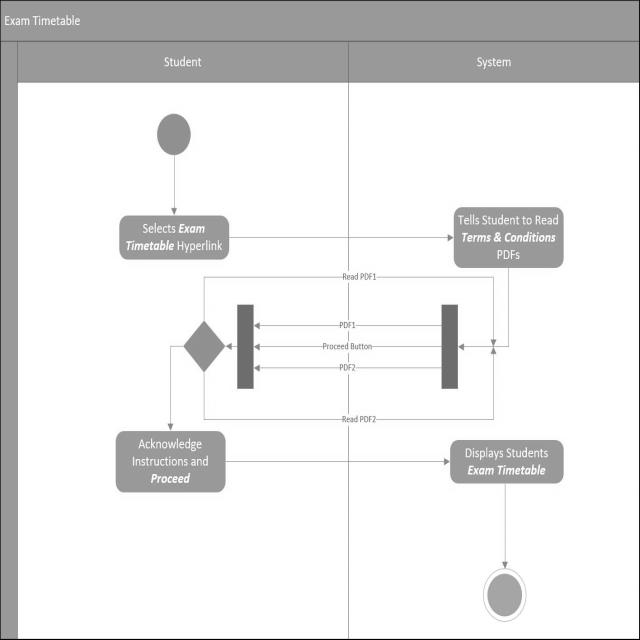 Exam Timetable
Student
System
Selects Exam
Timetable Hyperlink
Tells Student to Read
Terms & Conditions
PDFs
Read PDF1
PDF1
Proceed Button
PDF2
Read PDF2
Acknowledge
Instructions and
Proceed
Displays Students
Exam Timetable